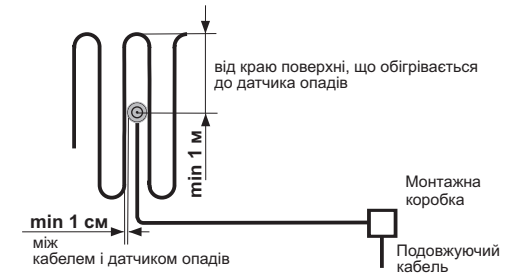 від краю поверхні, що обігрівається
до датчика опадів
min 1 м
min 1 см
між
кабелем і датчиком опадів
Монтажна
коробка
Подовжуючий
кабель